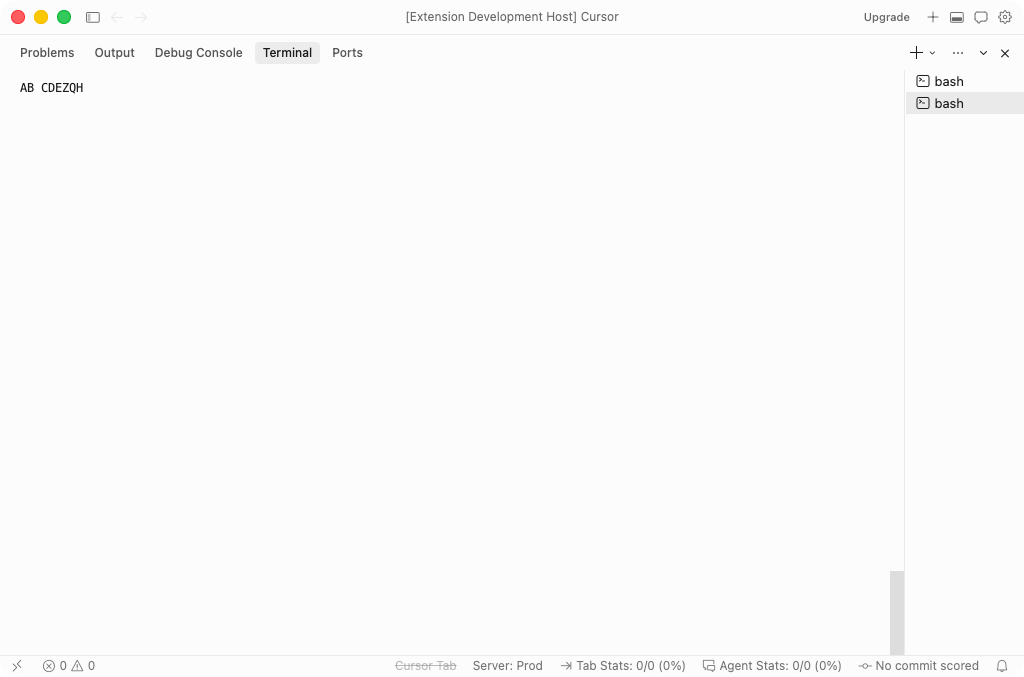 [Extension Development Host] Cursor
Upgrade
Problems Output Debug Console Terminal Ports
AB CDEZQH
bash
bash
0 0 Cursor Tab Server: Prod Tab Stats: 0/0 (0%) Agent Stats: 0/0 (0%) No commit scored